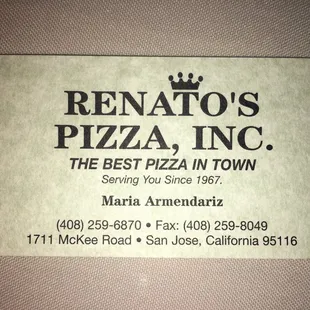 RENATO'S
PIZZA, INC.
THE BEST PIZZA IN TOWN
Serving You Since 1967.
Maria Armendariz
(408) 259-6870 • Fax: (408) 259-8049
1711 McKee Road • San Jose, California 95116